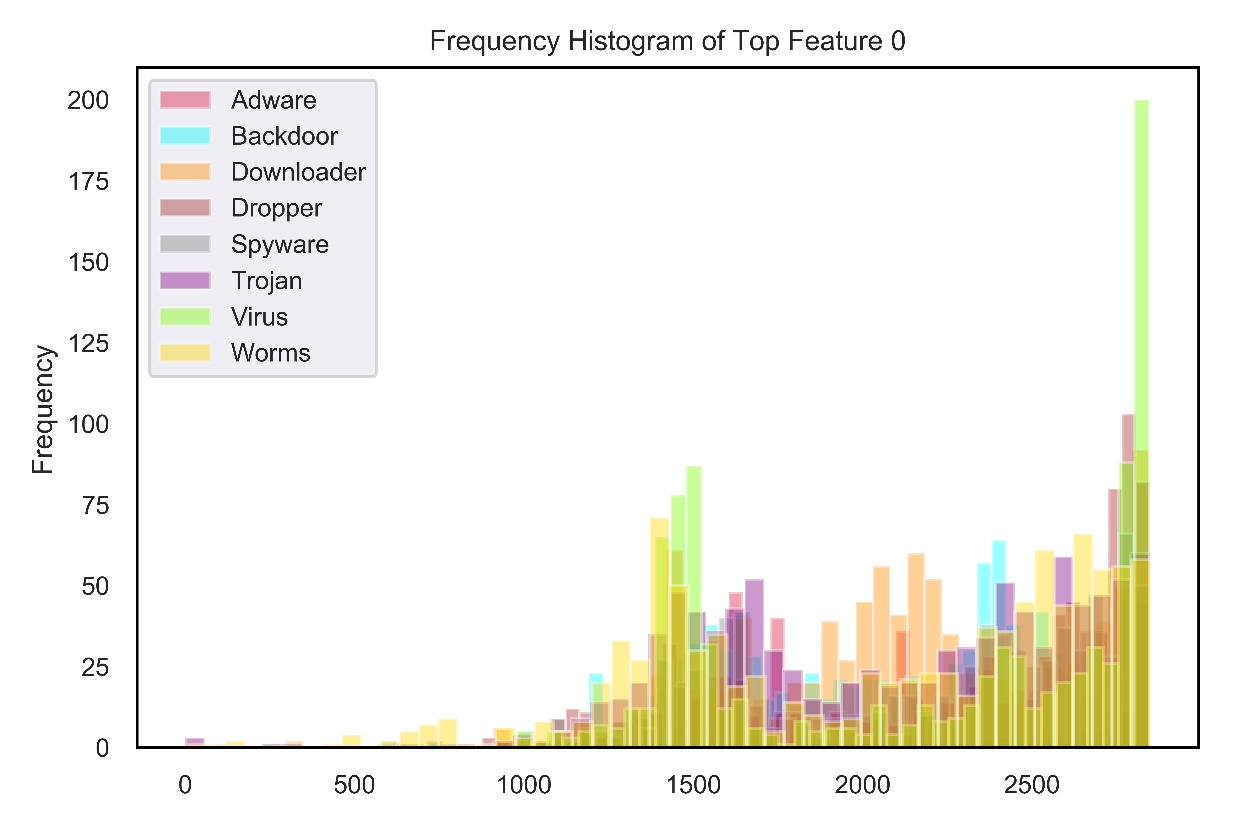 Frequency Histogram of Top Feature 0
Adware
Backdoor
Downloader
Dropper
Spyware
Trojan
Virus
Worms
Frequency
200
175
150
125
100
75
50
25
0
0 500 1000 1500 2000 2500